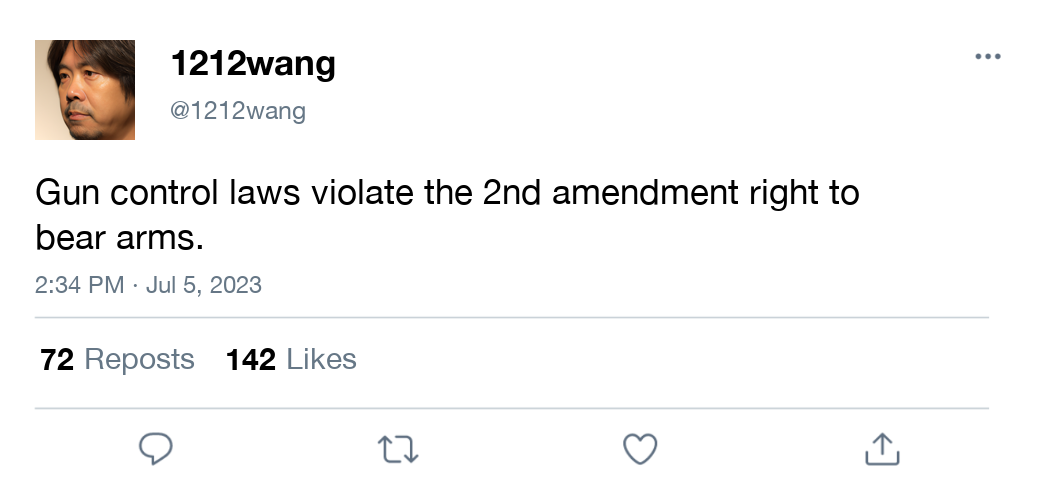 1212wang
@1212wang
Gun control laws violate the 2nd amendment right to
bear arms.
2:34 PM · Jul 5, 2023
72 Reposts 142 Likes